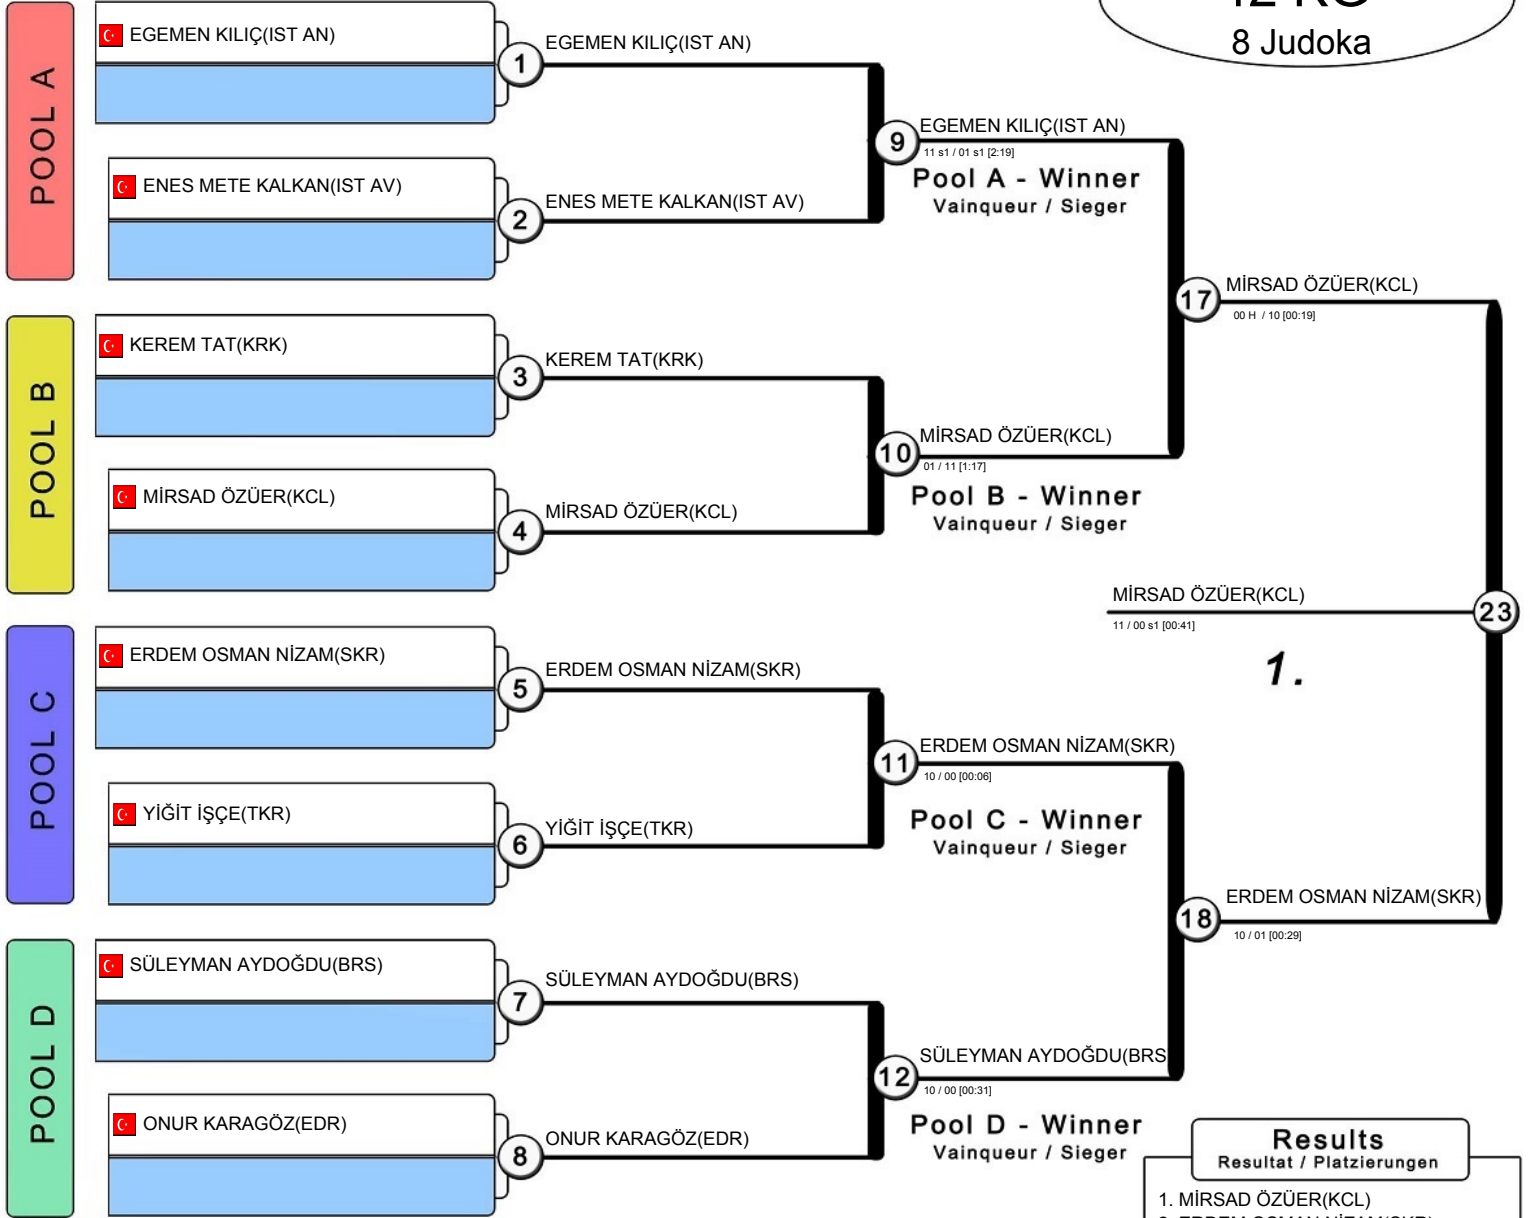 8 Judoka
POOL A
EGEMEN KILIÇ(IST AN)
1
EGEMEN KILIÇ(IST AN)
ENES METE KALKAN(IST AV)
2
ENES METE KALKAN(IST AV)
9
EGEMEN KILIÇ(IST AN)
11 s1 / 01 s1 [2:19]
Pool A - Winner
Vainqueur / Sieger
17
MİRSAD ÖZÜER(KCL)
00 H / 10 [00:19]
POOL B
KEREM TAT(KRK)
3
KEREM TAT(KRK)
MİRSAD ÖZÜER(KCL)
4
MİRSAD ÖZÜER(KCL)
10
MİRSAD ÖZÜER(KCL)
01 / 11 [1:17]
Pool B - Winner
Vainqueur / Sieger
MİRSAD ÖZÜER(KCL)
23
11 / 00 s1 [00:41]
1.
POOL C
ERDEM OSMAN NİZAM(SKR)
5
ERDEM OSMAN NİZAM(SKR)
YİĞİT İŞÇE(TKR)
6
YİĞİT İŞÇE(TKR)
11
ERDEM OSMAN NİZAM(SKR)
10 / 00 [00:06]
Pool C - Winner
Vainqueur / Sieger
18
ERDEM OSMAN NİZAM(SKR)
10 / 01 [00:29]
POOL D
SÜLEYMAN AYDOĞDU(BRS)
7
SÜLEYMAN AYDOĞDU(BRS)
ONUR KARAGÖZ(EDR)
8
ONUR KARAGÖZ(EDR)
12
SÜLEYMAN AYDOĞDU(BRS
10 / 00 [00:31]
Pool D - Winner
Vainqueur / Sieger
Results
Resultat / Platzierungen
1. MİRSAD ÖZÜER(KCL)